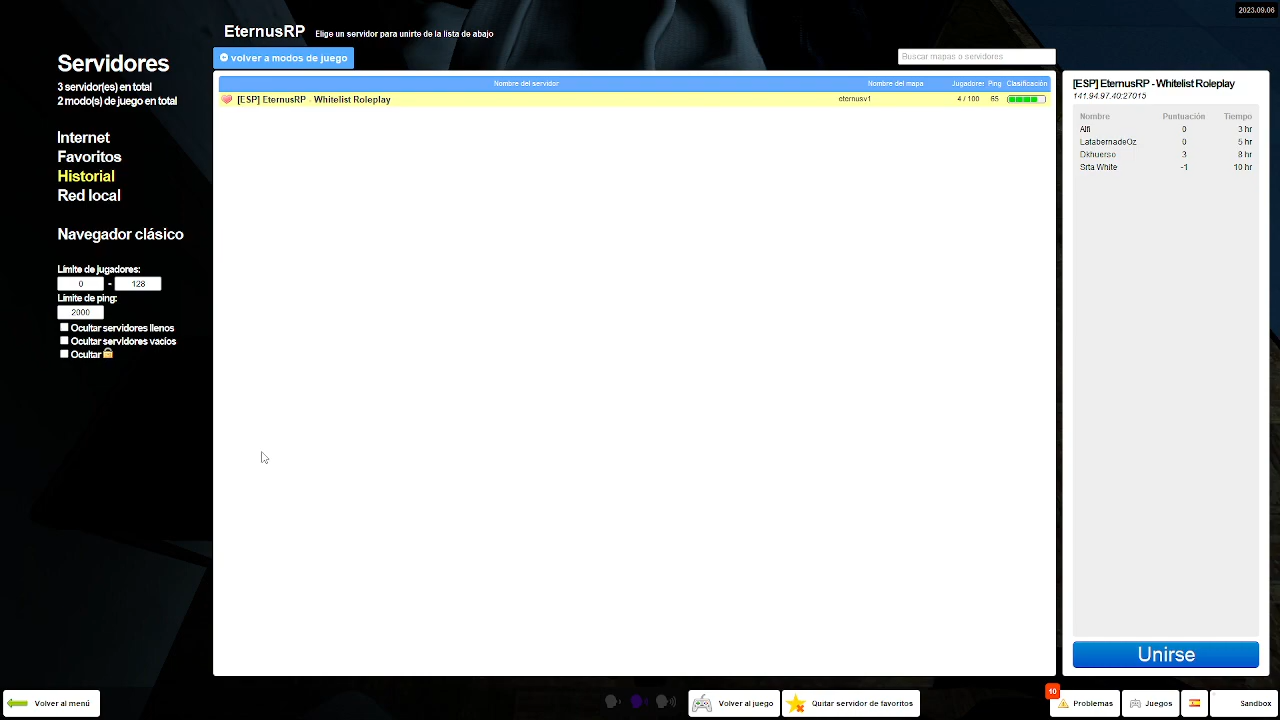 2023.09.06
EternusRP Elige un servidor para unirte de la lista de abajo
Servidores
3 servidor(es) en total
2 modo(s) de juego en total
Internet
Favoritos
Historial
Red local
Navegador clásico
Límite de jugadores:
0 - 128
Límite de ping:
2000
Ocultar servidores llenos
Ocultar servidores vacíos
Ocultar
volver a modos de juego
Buscar mapas o servidores
Nombre del servidor Nombre del mapa Jugadores Ping Clasificación
[ESP] EternusRP - Whitelist Roleplay eternusv1 4 / 100 65
[ESP] EternusRP - Whitelist Roleplay
141.94.97.40:27015
Nombre Puntuación Tiempo
Alfi 0 3 hr
LatabernadeOz 0 5 hr
Dkhuerso 3 8 hr
Srta White -1 10 hr
Unirse
Volver al menú
Volver al juego
Quitar servidor de favoritos
10
Problemas
Juegos
Sandbox